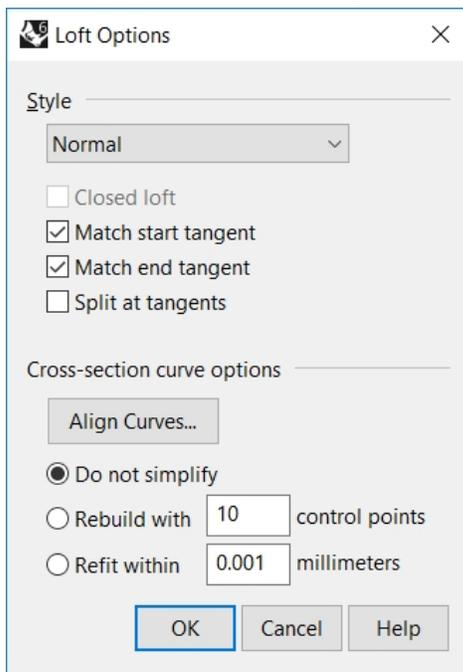 6
Loft Options
Style
Normal
Closed loft
Match start tangent
Match end tangent
Split at tangents
Cross-section curve options
Align Curves...
Do not simplify
Rebuild with 10 control points
Refit within 0.001 millimeters
OK Cancel Help